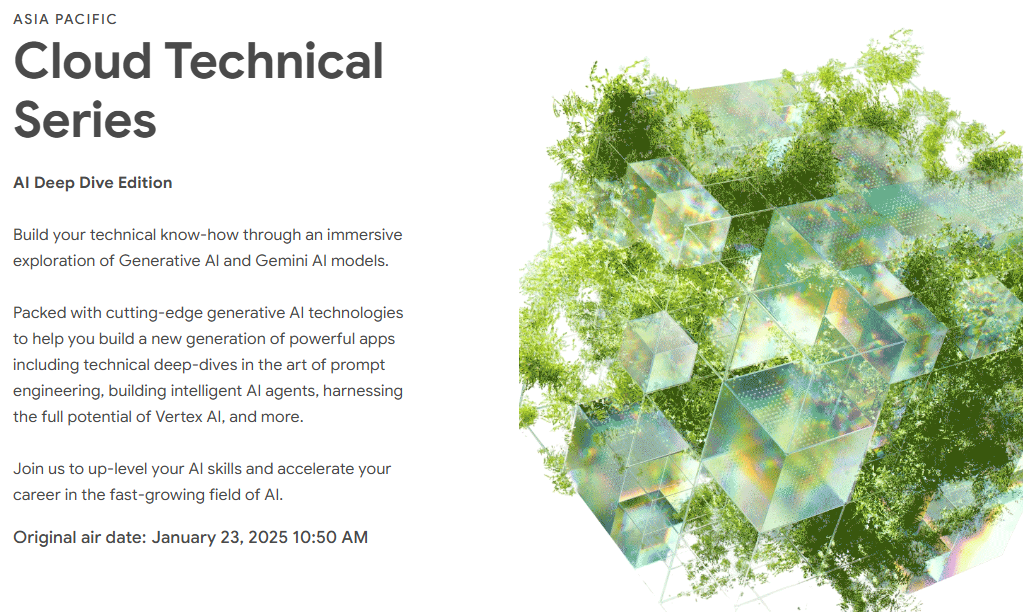 ASIA PACIFIC
Cloud Technical
Series
AI Deep Dive Edition
Build your technical know-how through an immersive
exploration of Generative AI and Gemini AI models.
Packed with cutting-edge generative AI technologies
to help you build a new generation of powerful apps
including technical deep-dives in the art of prompt
engineering, building intelligent AI agents, harnessing
the full potential of Vertex AI, and more.
Join us to up-level your AI skills and accelerate your
career in the fast-growing field of AI.
Original air date: January 23, 2025 10:50 AM